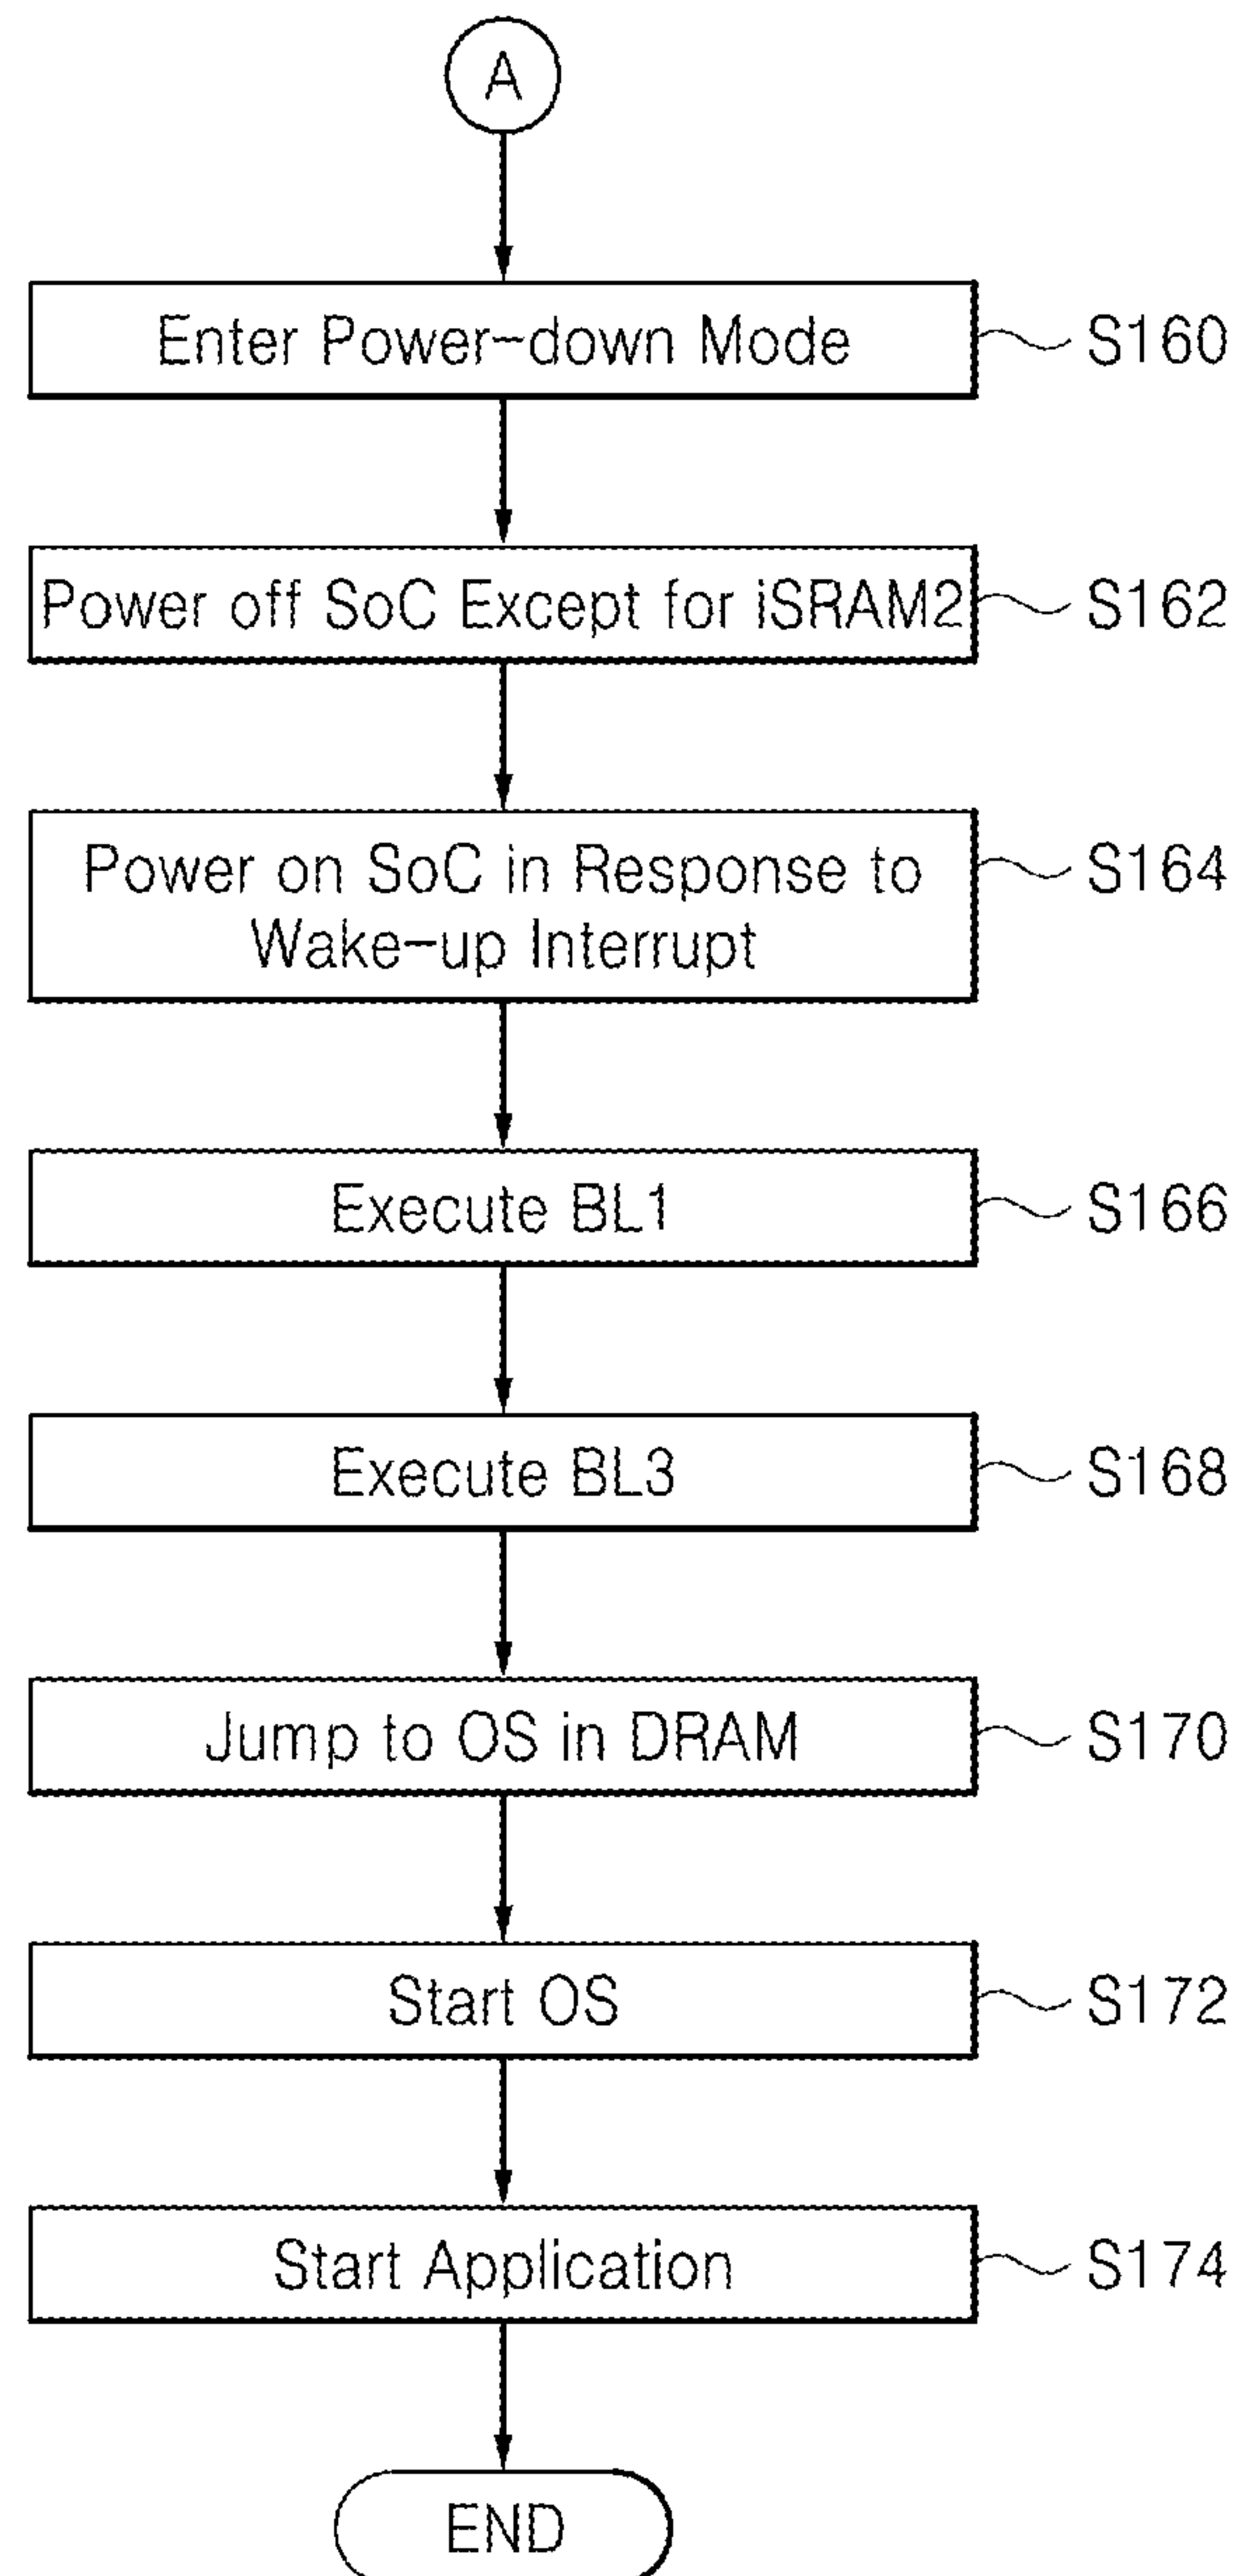 A
Enter Power-down Mode
S160
Power off SoC Except for iSRAM2
S162
Power on SoC in Response to
Wake-up Interrupt
S164
Execute BL1
S166
Execute BL3
S168
Jump to OS in DRAM
S170
Start OS
S172
Start Application
S174
END